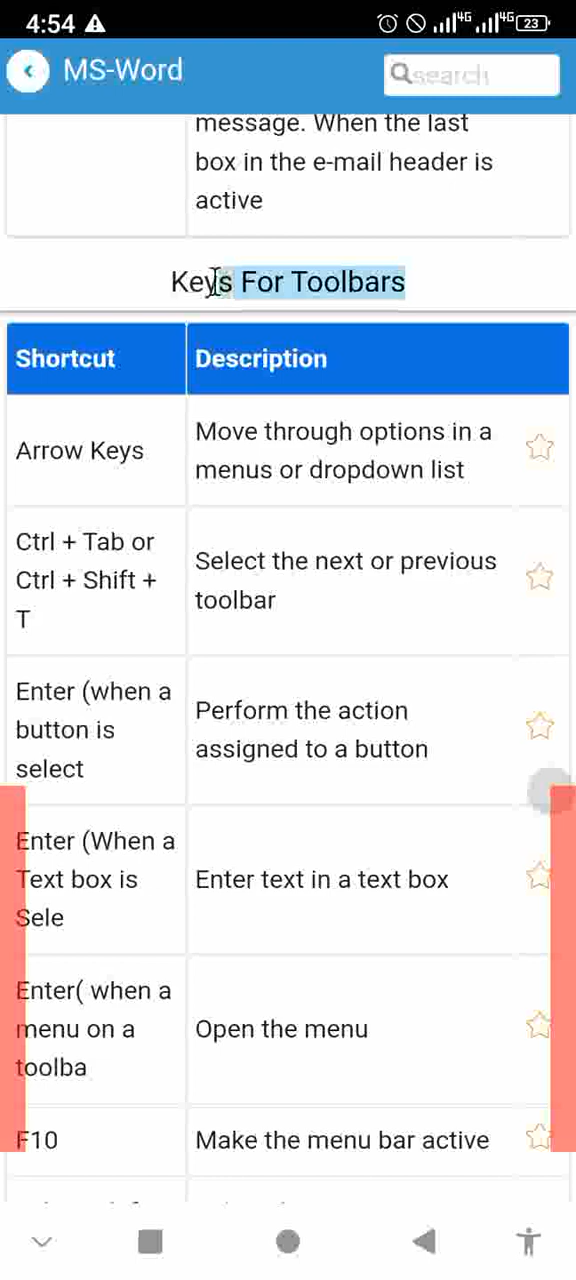 4:54 4G 4G 23
MS-Word search
message. When the last
box in the e-mail header is
active
Keys For Toolbars
Shortcut Description
Arrow Keys
Move through options in a
menus or dropdown list
Ctrl + Tab or
Ctrl + Shift +
T
Select the next or previous
toolbar
Enter (when a
button is
select
Perform the action
assigned to a button
Enter (When a
Text box is
Sele
Enter text in a text box
Enter( when a
menu on a
toolba
Open the menu
F10 Make the menu bar active